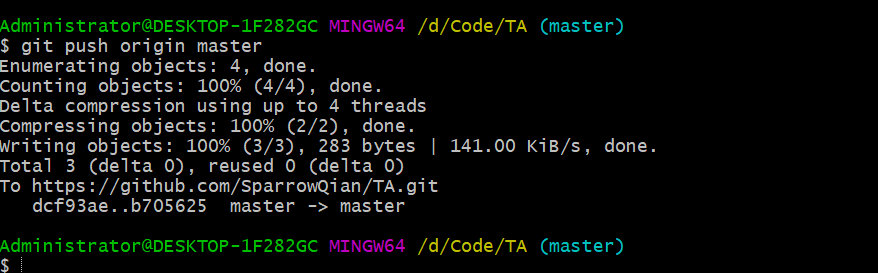 Administrator@DESKTOP-1F282GC MINGW64 /d/Code/TA (master)
$ git push origin master
Enumerating objects: 4, done.
Counting objects: 100% (4/4), done.
Delta compression using up to 4 threads
Compressing objects: 100% (2/2), done.
Writing objects: 100% (3/3), 283 bytes | 141.00 KiB/s, done.
Total 3 (delta 0), reused 0 (delta 0)
To https://github.com/SparrowQian/TA.git
   dcf93ae..b705625  master -> master
Administrator@DESKTOP-1F282GC MINGW64 /d/Code/TA (master)
$